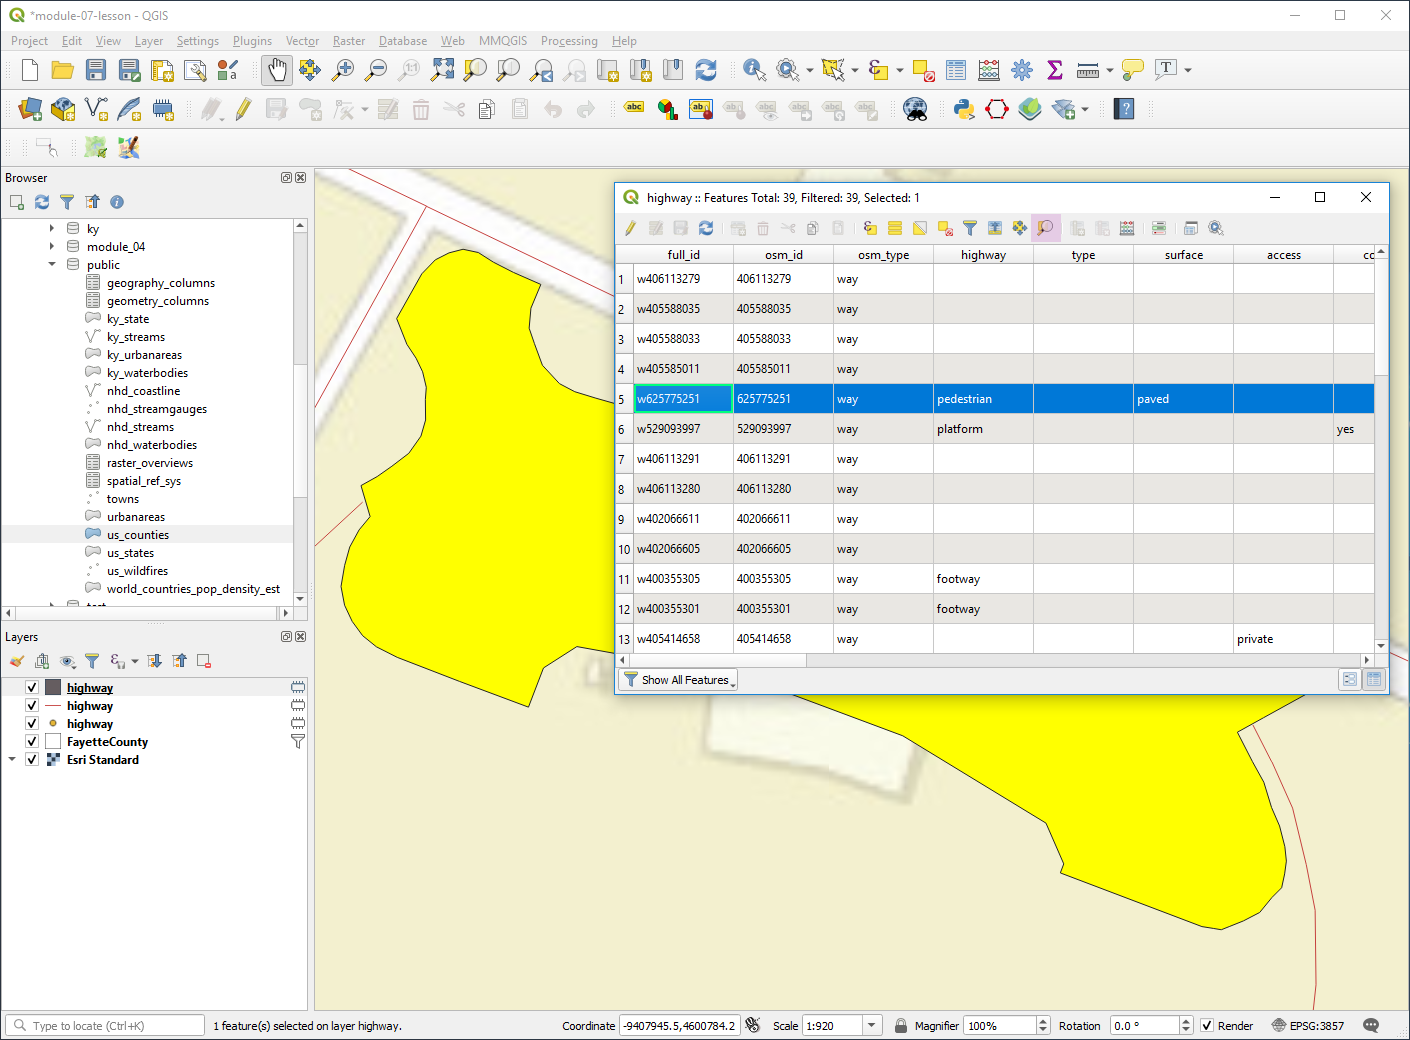 *module-07-lesson - QGIS
Project Edit View Layer Settings Plugins Vector Raster Database Web MMQGIS Processing Help
Browser
ky
module_04
public
geography_columns
geometry_columns
ky_state
ky_streams
ky_urbanareas
ky_waterbodies
nhd_coastline
nhd_streamgauges
nhd_streams
nhd_waterbodies
raster_overviews
spatial_ref_sys
towns
urbanareas
us_counties
us_states
us_wildfires
world_countries_pop_density_est
Layers
highway
highway
highway
FayetteCounty
Esri Standard
highway :: Features Total: 39, Filtered: 39, Selected: 1
full_id osm_id osm_type highway type surface access
1 w406113279 406113279 way
2 w405588035 405588035 way
3 w405588033 405588033 way
4 w405585011 405585011 way
5 w625775251 625775251 way pedestrian paved
6 w529093997 529093997 way platform yes
7 w406113291 406113291 way
8 w406113280 406113280 way
9 w402066611 402066611 way
10 w402066605 402066605 way
11 w400355305 400355305 way footway
12 w400355301 400355301 way footway
13 w405414658 405414658 way private
Show All Features
Type to locate (Ctrl+K) 1 feature(s) selected on layer highway. Coordinate -9407945.5,4600784.2 Scale 1:920 Magnifier 100% Rotation 0.0 ° Render EPSG:3857